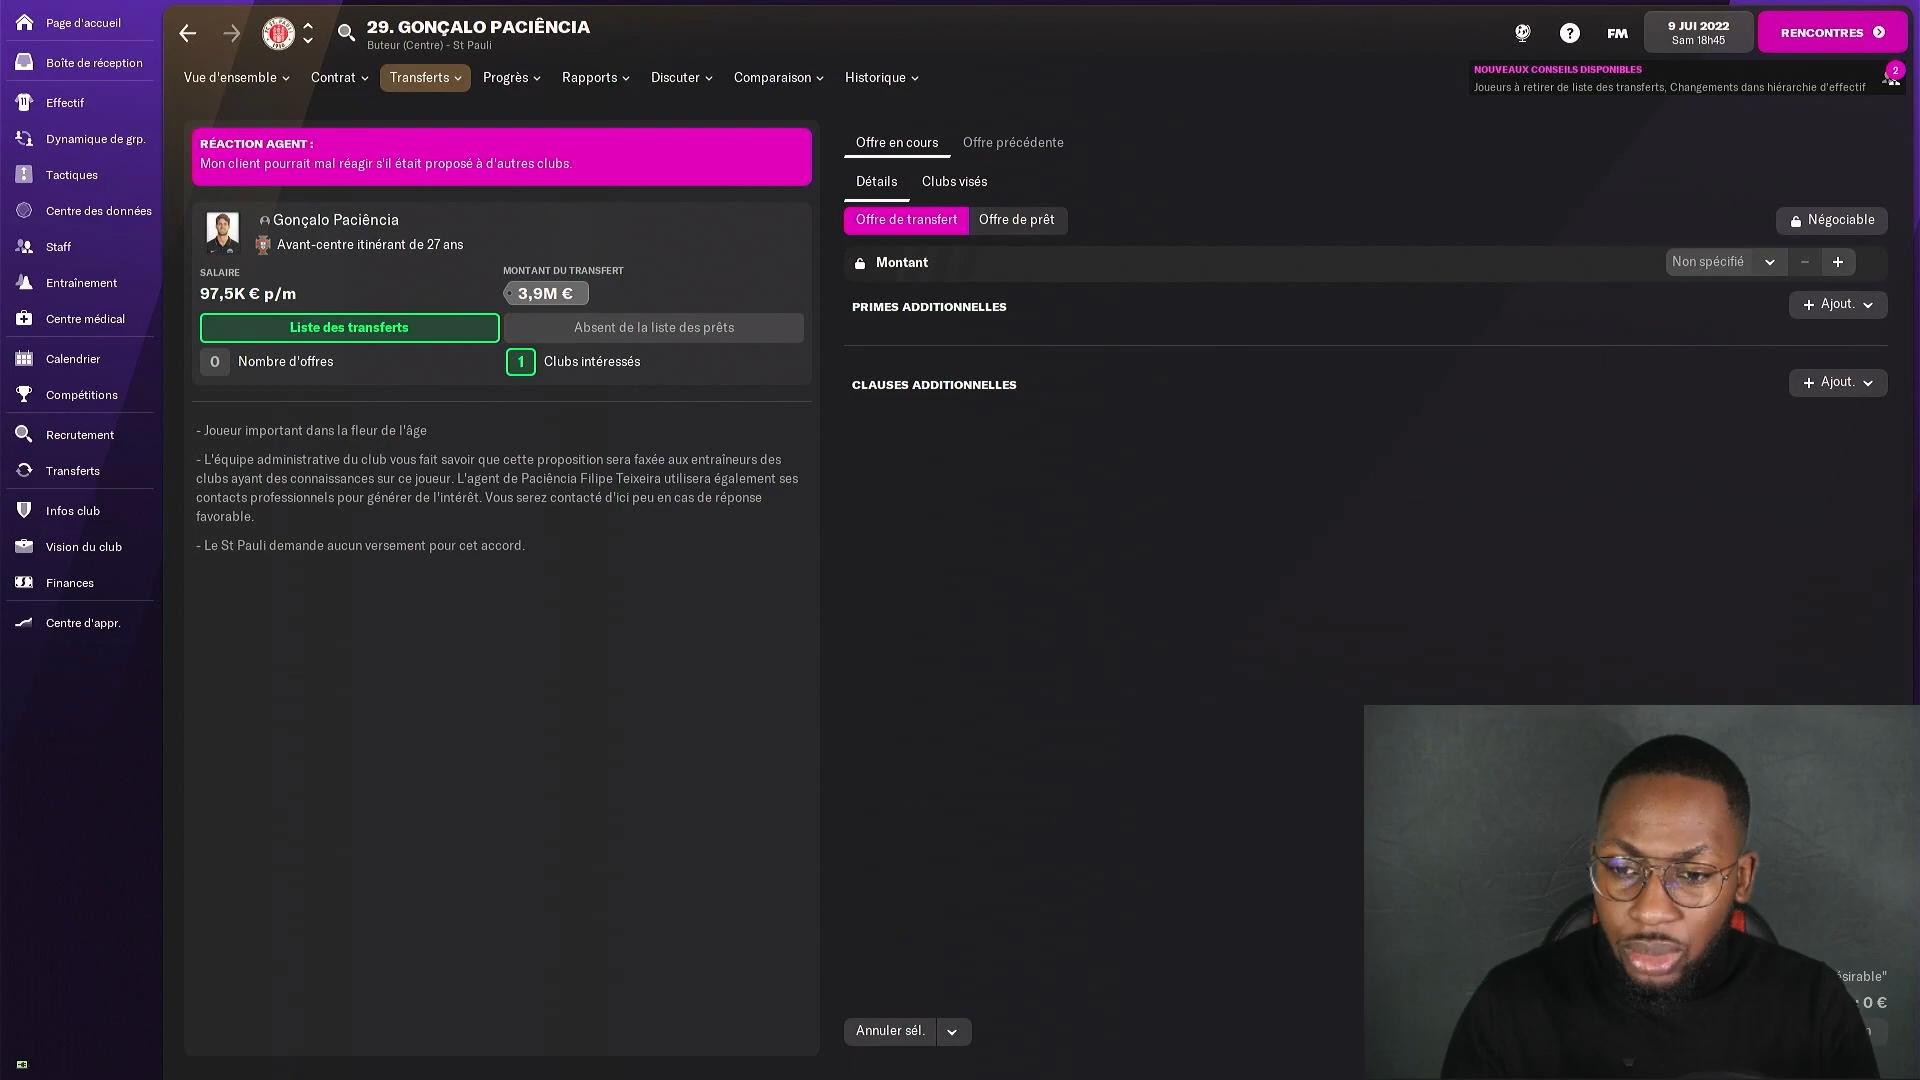 Page d'accueil
Boîte de réception
Effectif
Dynamique de grp.
Tactiques
Centre des données
Staff
Entraînement
Centre médical
Calendrier
Compétitions
Recrutement
Transferts
Infos club
Vision du club
Finances
Centre d'appr.
29. GONÇALO PACIÊNCIA
Buteur (Centre) - St Pauli
FM
9 JUI 2022
Sam 18h45
RENCONTRES
Vue d'ensemble
Contrat
Transferts
Progrès
Rapports
Discuter
Comparaison
Historique
NOUVEAUX CONSEILS DISPONIBLES
2
Joueurs à retirer de liste des transferts, Changements dans hiérarchie d'effectif
RÉACTION AGENT :
Mon client pourrait mal réagir s'il était proposé à d'autres clubs.
Gonçalo Paciência
Avant-centre itinérant de 27 ans
SALAIRE
97,5K € p/m
MONTANT DU TRANSFERT
3,9M €
Liste des transferts
Absent de la liste des prêts
0 Nombre d'offres
1 Clubs intéressés
- Joueur important dans la fleur de l'âge
- L'équipe administrative du club vous fait savoir que cette proposition sera faxée aux entraîneurs des
clubs ayant des connaissances sur ce joueur. L'agent de Paciência Filipe Teixeira utilisera également ses
contacts professionnels pour générer de l'intérêt. Vous serez contacté d'ici peu en cas de réponse
favorable.
- Le St Pauli demande aucun versement pour cet accord.
Offre en cours
Offre précédente
Détails
Clubs visés
Offre de transfert
Offre de prêt
Négociable
Montant
Non spécifié
PRIMES ADDITIONNELLES
+ Ajout.
CLAUSES ADDITIONNELLES
+ Ajout.
: 0 €
Annuler sél.